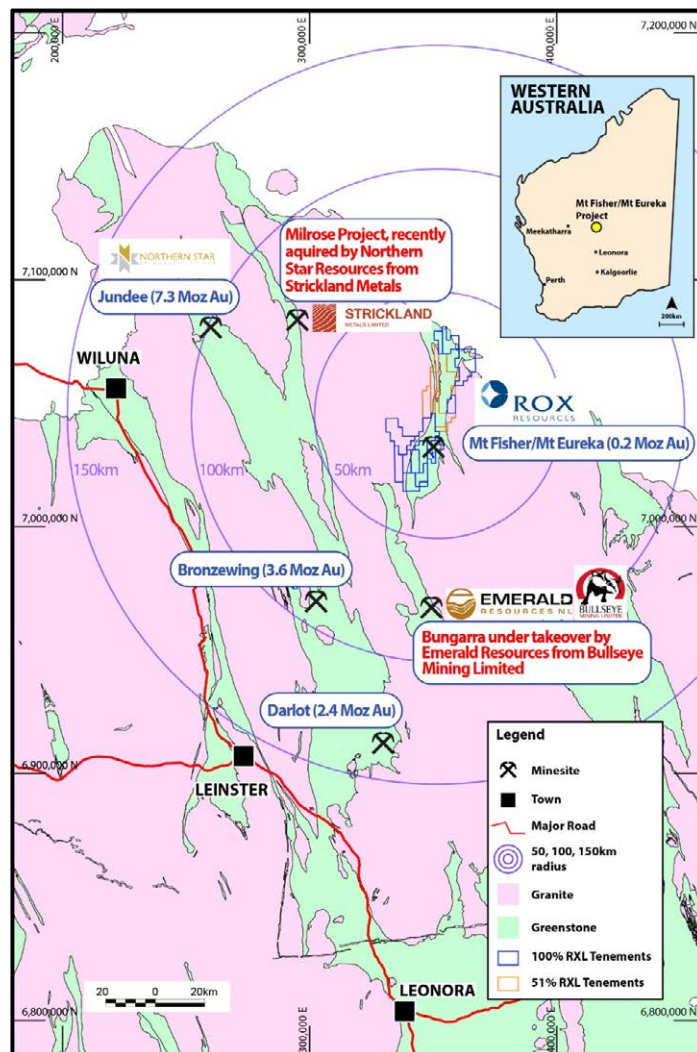 200,000 E
300,000 E
400,000 E
7,200,000 N
WESTERN
AUSTRALIA
Mt Fisher/Mt Eureka
Project
Meekatharra
Leonora
Kalgoorlie
Perth
200km
NORTHERN STAR
Milrose Project, recently
aquired by Northern
Star Resources from
Strickland Metals
7,100,000 N
Jundee (7.3 Moz Au)
STRICKLAND
METALS LIMITED
WILUNA
ROX
RESOURCES
Mt Fisher/Mt Eureka (0.2 Moz Au)
150km
100km
50km
7,000,000 N
7,000,000 N
Bronzewing (3.6 Moz Au)
EMERALD
RESOURCES NL
BULLSEYE
MINING LIMITED
Bungarra under takeover by
Emerald Resources from Bullseye
Mining Limited
Darlot (2.4 Moz Au)
6,900,000 N
LEINSTER
Legend
Minesite
Town
Major Road
50, 100, 150km
radius
Granite
Greenstone
100% RXL Tenements
51% RXL Tenements
20 0 20km
LEONORA
6,800,000 N
6,800,000 N
200,000 E
300,000 E
400,000 E